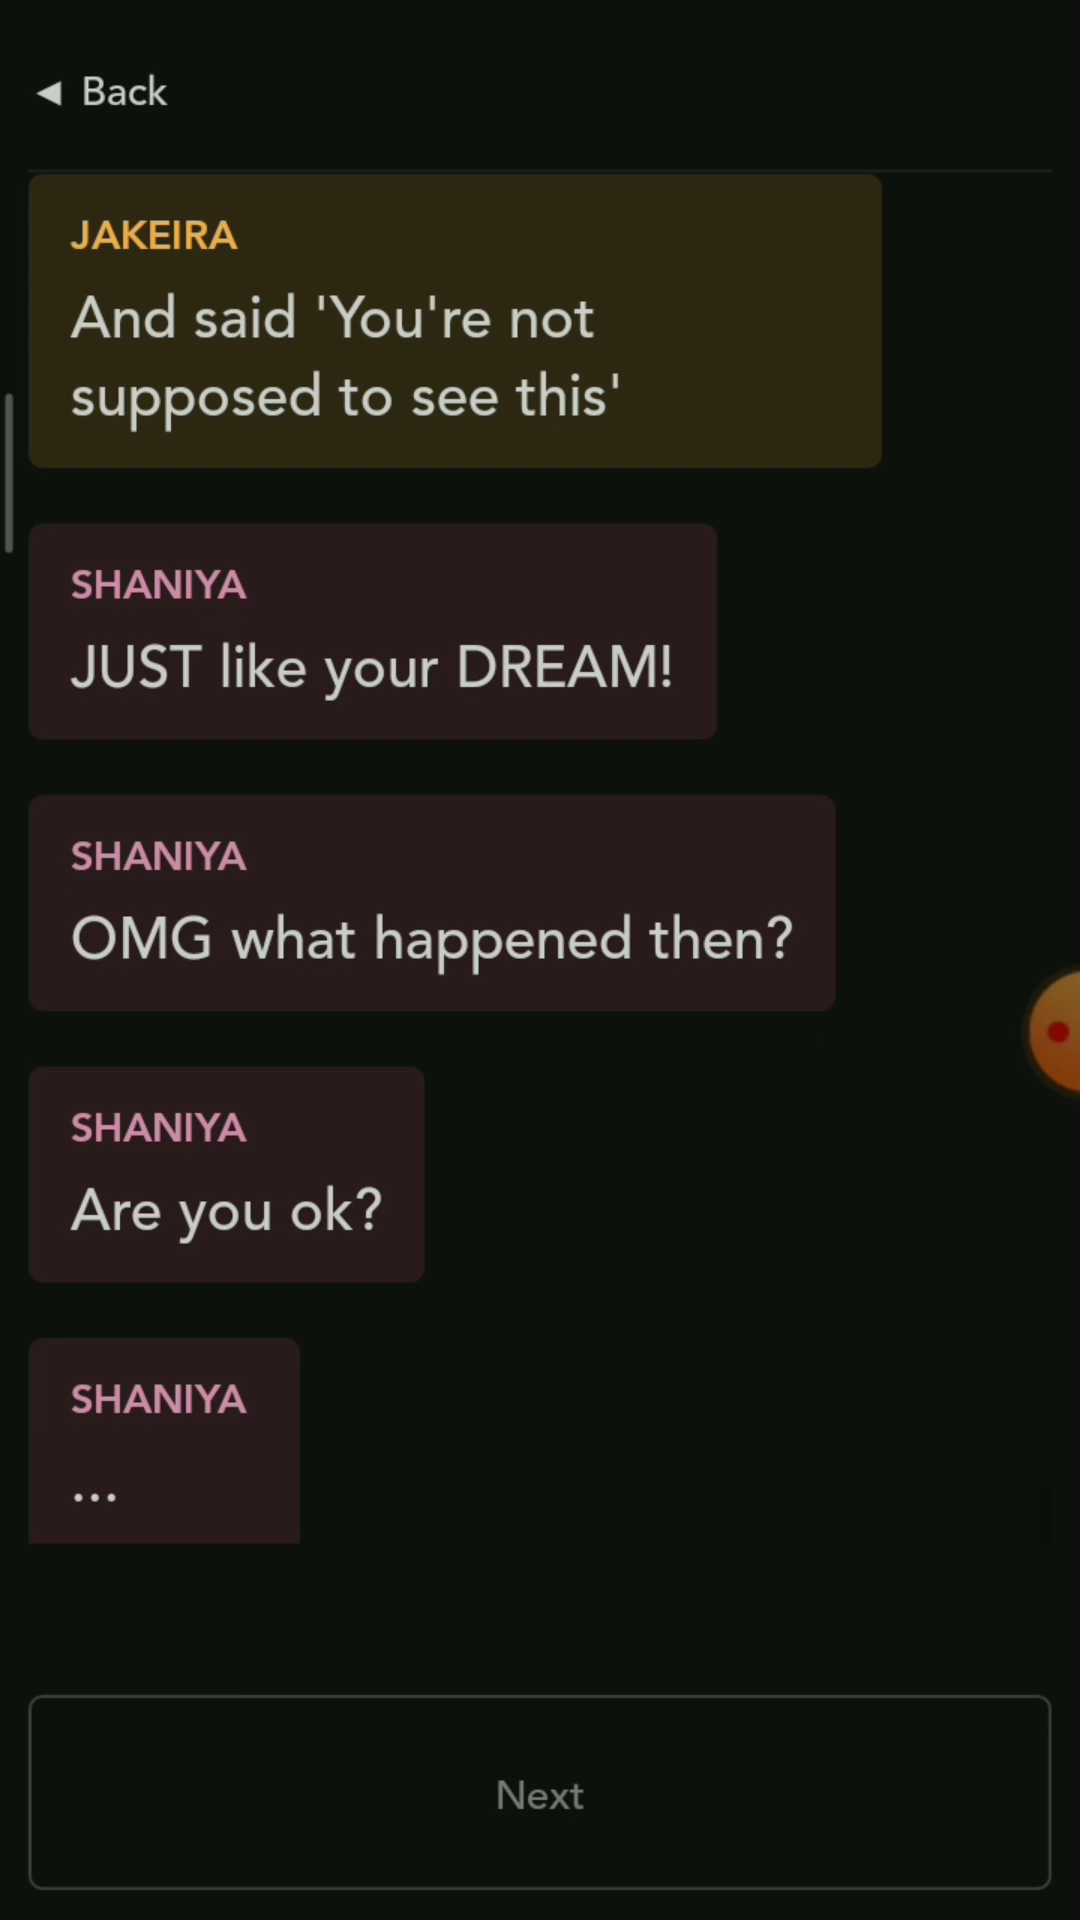 ◄ Back
JAKEIRA
And said 'You're not
supposed to see this'
SHANIYA
JUST like your DREAM!
SHANIYA
OMG what happened then?
SHANIYA
Are you ok?
SHANIYA
...
Next